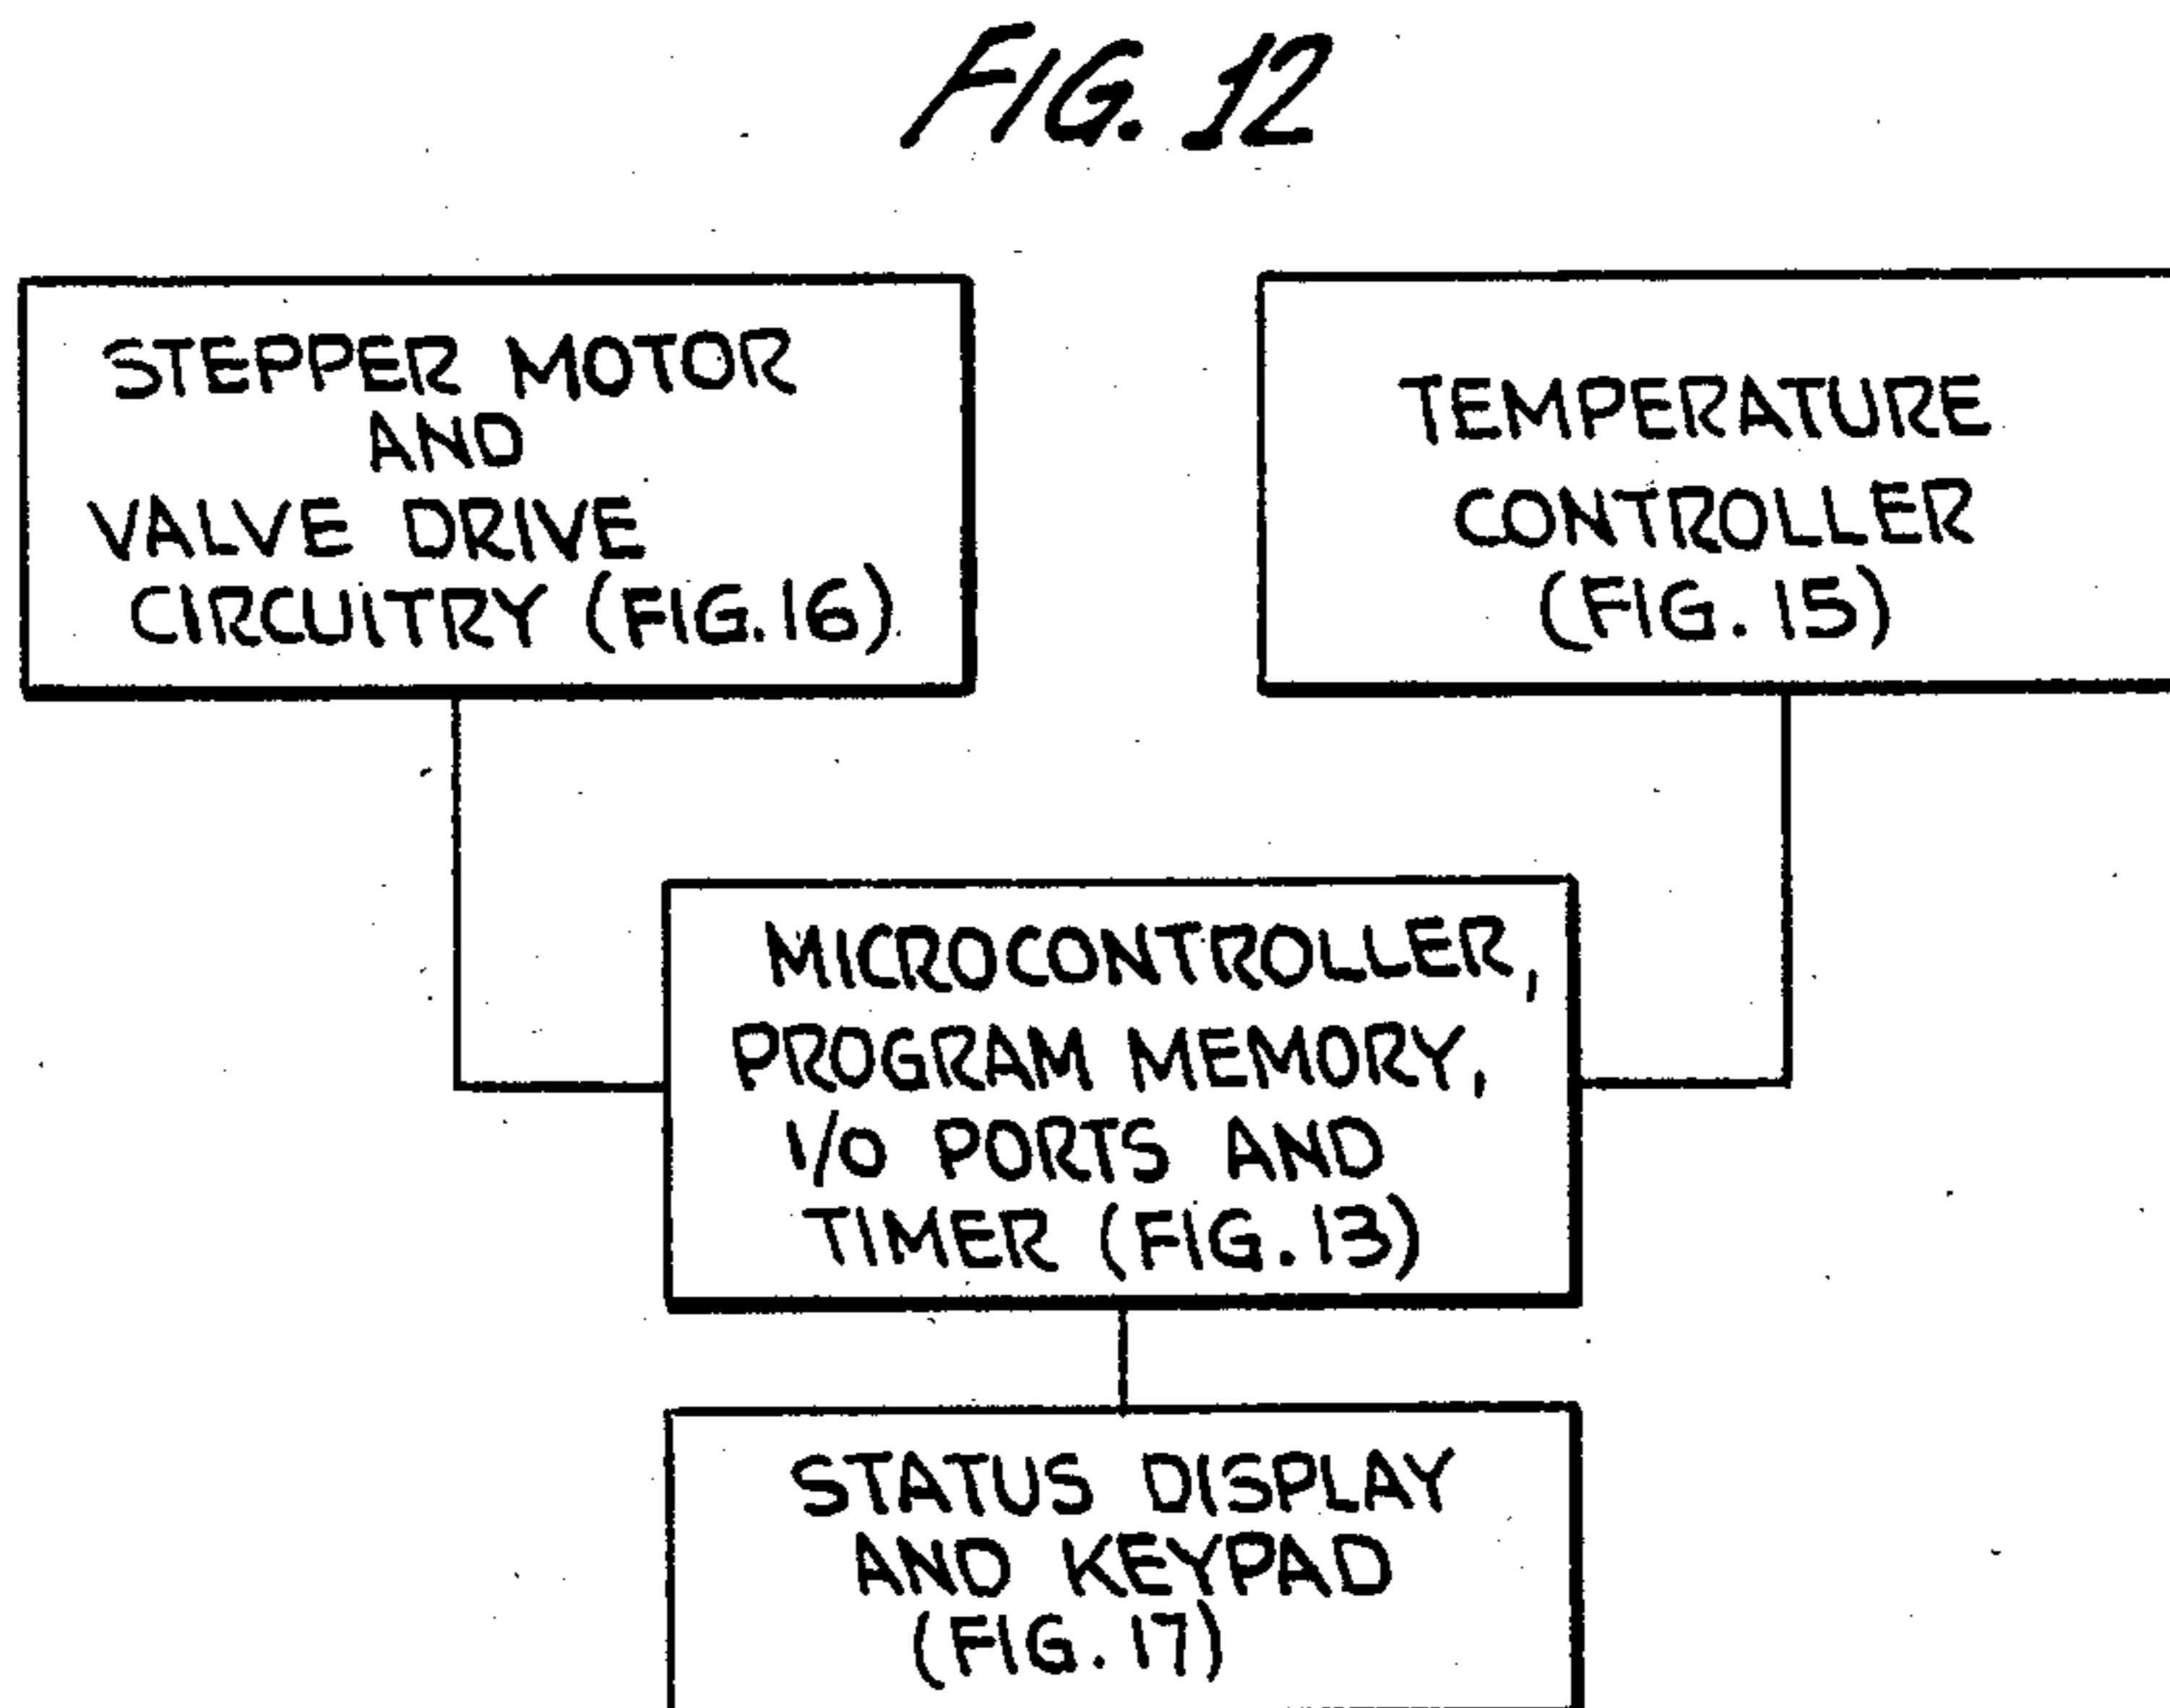 FIG. 12
STEPPER MOTOR
AND
VALVE DRIVE
CIRCUITRY (FIG. 16)
TEMPERATURE
CONTROLLER
(FIG. 15)
MICROCONTROLLER,
PROGRAM MEMORY,
I/O PORTS AND
TIMER (FIG. 13)
STATUS DISPLAY
AND KEYPAD
(FIG. 17)